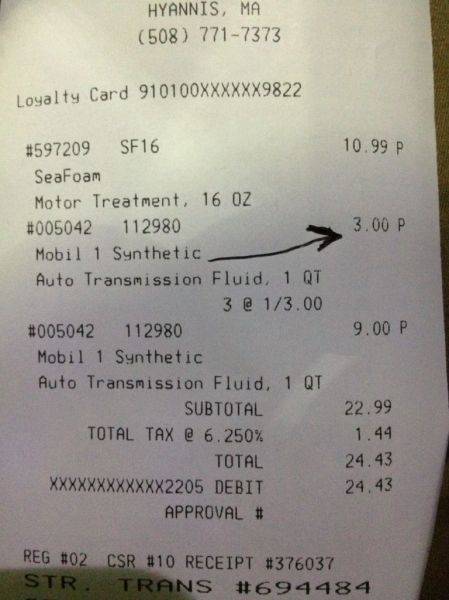 HYANNIS, MA
(508) 771-7373
Loyalty Card 910100XXXXXX9822
#597209 SF16 10.99 P
SeaFoam
Motor Treatment, 16 OZ
#005042 112980 3.00 P
Mobil 1 Synthetic
Auto Transmission Fluid, 1 QT
3 @ 1/3.00
#005042 112980 9.00 P
Mobil 1 Synthetic
Auto Transmission Fluid, 1 QT
SUBTOTAL 22.99
TOTAL TAX @ 6.250% 1.44
TOTAL 24.43
XXXXXXXXXXXX2205 DEBIT 24.43
APPROVAL #
REG #02 CSR #10 RECEIPT #376037
STR. TRANS #694484